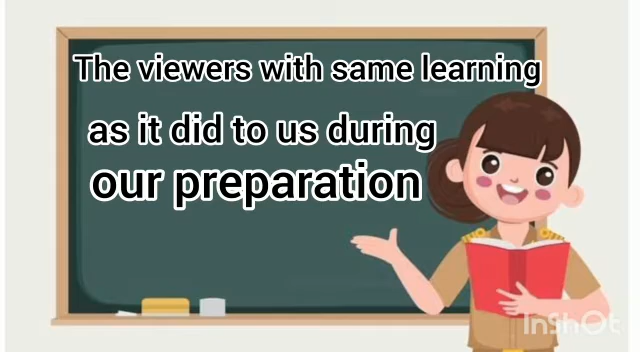 The viewers with same learning
as it did to us during
our preparation
InShOt